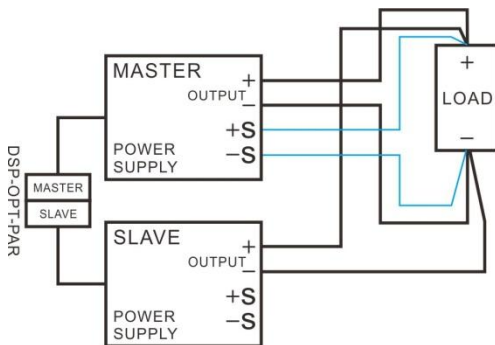 MASTER
OUTPUT
+
−
+S
−S
POWER
SUPPLY
+
LOAD
−
DSP-OPT-PAR
MASTER
SLAVE
SLAVE
OUTPUT
+
−
+S
−S
POWER
SUPPLY